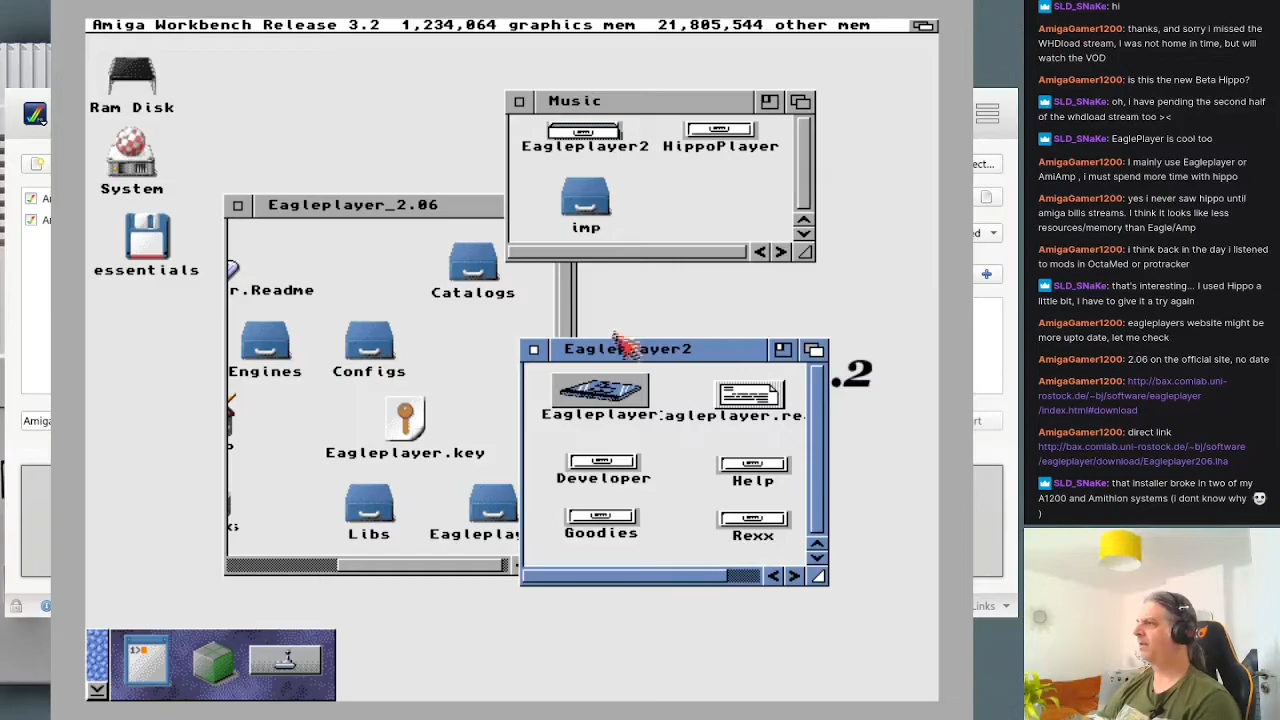 Amiga Workbench Release 3.2 1,234,064 graphics mem 21,805,544 other mem
Ram Disk
System
essentials
Music
Eagleplayer2
HippoPlayer
imp
Eagleplayer_2.06
r.Readme
Catalogs
Engines
Configs
Eagleplayer.key
Libs
Eagleplay
Eagleplayer2
Eagleplayer
agleplayer.re
Developer
Help
Goodies
Rexx
.2
1>
Amiga
ect...
ed
rt
Links
SLD_SNaKe: hi
AmigaGamer1200: thanks, and sorry i missed the
WHDload stream, I was not home in time, but will
watch the VOD
AmigaGamer1200: is this the new Beta Hippo?
SLD_SNaKe: oh, i have pending the second half
of the whdload stream too ><
SLD_SNaKe: EaglePlayer is cool too
AmigaGamer1200: I mainly use Eagleplayer or
AmiAmp , i must spend more time with hippo
AmigaGamer1200: yes i never saw hippo until
amiga bills streams. I think it looks like less
resources/memory than Eagle/Amp
AmigaGamer1200: i think back in the day i listened
to mods in OctaMed or protracker
SLD_SNaKe: that's interesting... I used Hippo a
little bit, I have to give it a try again
AmigaGamer1200: eagleplayers website might be
more upto date, let me check
AmigaGamer1200: 2.06 on the official site, no date
AmigaGamer1200: http://bax.comlab.uni-
rostock.de/~bj/software/eagleplayer
/index.html#download
AmigaGamer1200: direct link
http://bax.comlab.uni-rostock.de/~bj/software
/eagleplayer/download/Eagleplayer206.lha
SLD_SNaKe: that Installer broke in two of my
A1200 and Amithlon systems (i dont know why
)